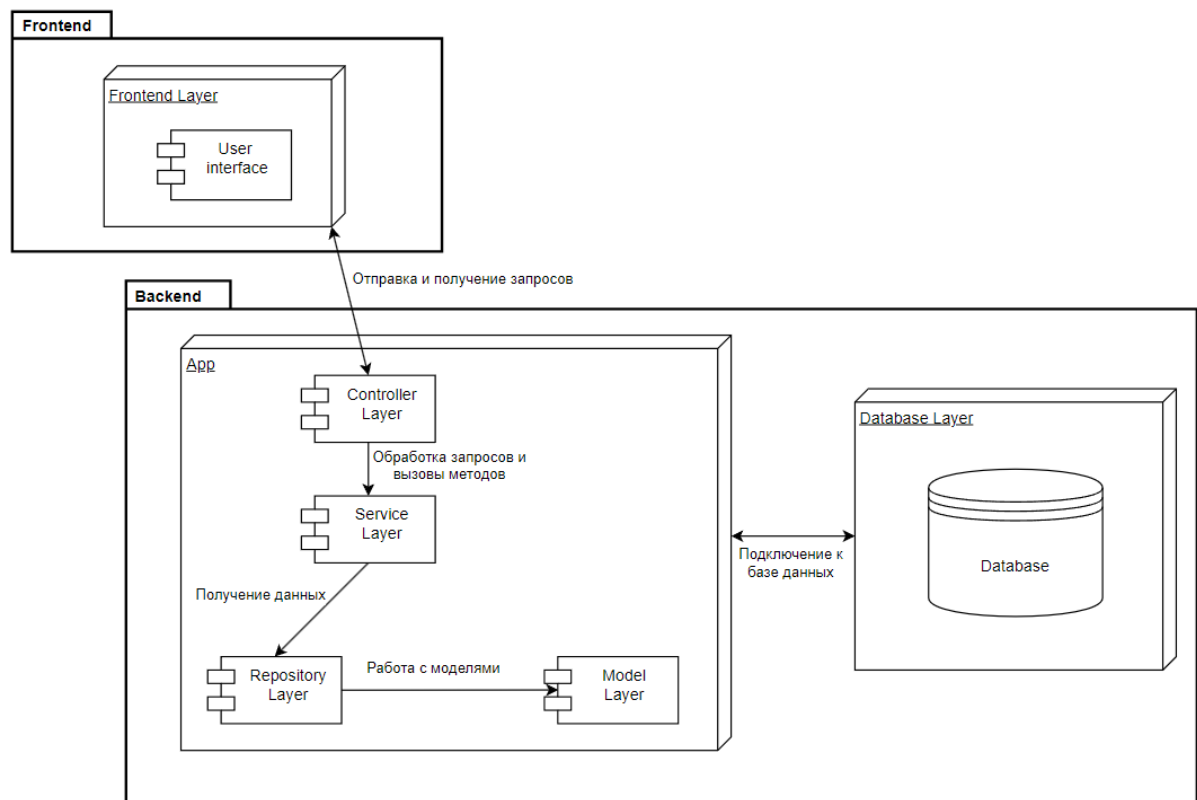 Frontend
Frontend Layer
User
interface
Отправка и получение запросов
Backend
App
Controller
Layer
Обработка запросов и
вызовы методов
Service
Layer
Получение данных
Repository
Layer
Работа с моделями
Model
Layer
Подключение к
базе данных
Database Layer
Database